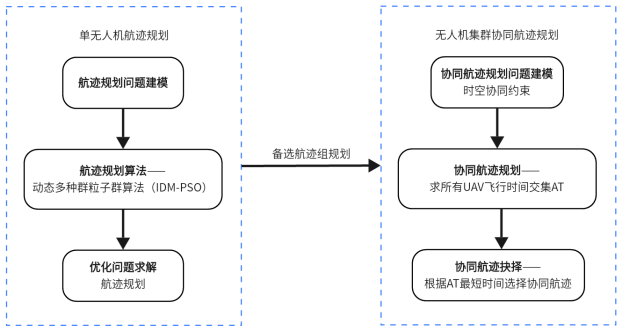 单无人机航迹规划
航迹规划问题建模
航迹规划算法——
动态多种群粒子群算法（IDM-PSO）
优化问题求解
航迹规划
备选航迹组规划
无人机集群协同航迹规划
协同航迹规划问题建模
时空协同约束
协同航迹规划——
求所有UAV飞行时间交集AT
协同航迹抉择——
根据AT最短时间选择协同航迹